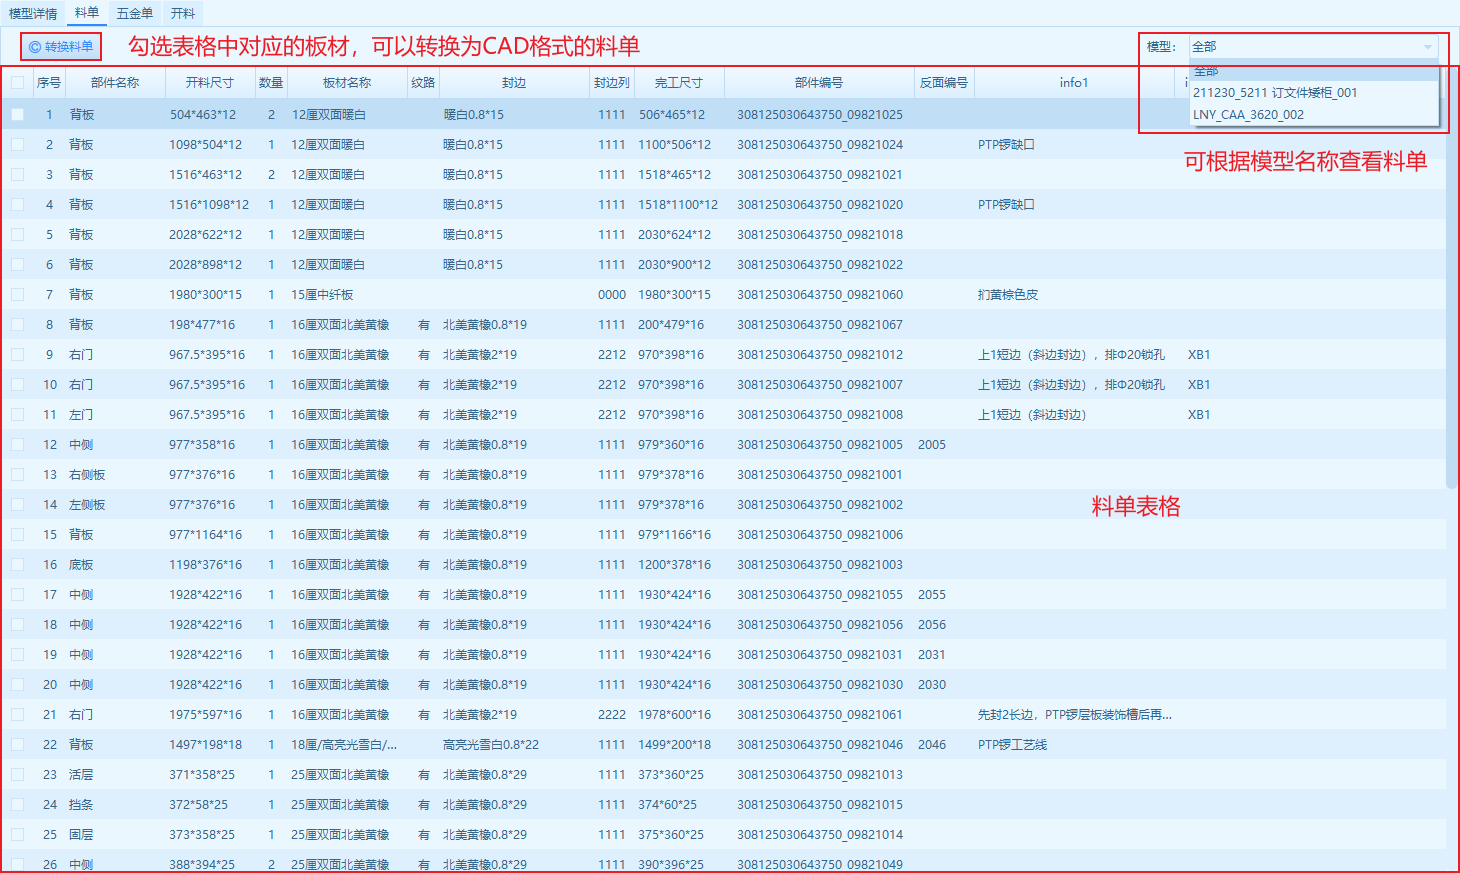 模型详情 料单 五金单 开料
转换料单 勾选表格中对应的板材，可以转换为CAD格式的料单 模型： 全部
全部
211230_5211 订文件矮柜_001
LNY_CAA_3620_002
可根据模型名称查看料单
序号 部件名称 开料尺寸 数量 板材名称 纹路 封边 封边列 完工尺寸 部件编号 反面编号 info1 i
1 背板 504*463*12 2 12厘双面暖白 暖白0.8*15 1111 506*465*12 308125030643750_09821025
2 背板 1098*504*12 1 12厘双面暖白 暖白0.8*15 1111 1100*506*12 308125030643750_09821024 PTP锣缺口
3 背板 1516*463*12 2 12厘双面暖白 暖白0.8*15 1111 1518*465*12 308125030643750_09821021
4 背板 1516*1098*12 1 12厘双面暖白 暖白0.8*15 1111 1518*1100*12 308125030643750_09821020 PTP锣缺口
5 背板 2028*622*12 1 12厘双面暖白 暖白0.8*15 1111 2030*624*12 308125030643750_09821018
6 背板 2028*898*12 1 12厘双面暖白 暖白0.8*15 1111 2030*900*12 308125030643750_09821022
7 背板 1980*300*15 1 15厘中纤板 0000 1980*300*15 308125030643750_09821060 扪黄棕色皮
8 背板 198*477*16 1 16厘双面北美黄橡 有 北美黄橡0.8*19 1111 200*479*16 308125030643750_09821067
9 右门 967.5*395*16 1 16厘双面北美黄橡 有 北美黄橡2*19 2212 970*398*16 308125030643750_09821012 上1短边（斜边封边），排Φ20锁孔 XB1
10 右门 967.5*395*16 1 16厘双面北美黄橡 有 北美黄橡2*19 2212 970*398*16 308125030643750_09821007 上1短边（斜边封边），排Φ20锁孔 XB1
11 左门 967.5*395*16 1 16厘双面北美黄橡 有 北美黄橡2*19 2212 970*398*16 308125030643750_09821008 上1短边（斜边封边） XB1
12 中侧 977*358*16 1 16厘双面北美黄橡 有 北美黄橡0.8*19 1111 979*360*16 308125030643750_09821005 2005
13 右侧板 977*376*16 1 16厘双面北美黄橡 有 北美黄橡0.8*19 1111 979*378*16 308125030643750_09821001
14 左侧板 977*376*16 1 16厘双面北美黄橡 有 北美黄橡0.8*19 1111 979*378*16 308125030643750_09821002
料单表格
15 背板 977*1164*16 1 16厘双面北美黄橡 有 北美黄橡0.8*19 1111 979*1166*16 308125030643750_09821006
16 底板 1198*376*16 1 16厘双面北美黄橡 有 北美黄橡0.8*19 1111 1200*378*16 308125030643750_09821003
17 中侧 1928*422*16 1 16厘双面北美黄橡 有 北美黄橡0.8*19 1111 1930*424*16 308125030643750_09821055 2055
18 中侧 1928*422*16 1 16厘双面北美黄橡 有 北美黄橡0.8*19 1111 1930*424*16 308125030643750_09821056 2056
19 中侧 1928*422*16 1 16厘双面北美黄橡 有 北美黄橡0.8*19 1111 1930*424*16 308125030643750_09821031 2031
20 中侧 1928*422*16 1 16厘双面北美黄橡 有 北美黄橡0.8*19 1111 1930*424*16 308125030643750_09821030 2030
21 右门 1975*597*16 1 16厘双面北美黄橡 有 北美黄橡2*19 2222 1978*600*16 308125030643750_09821061 先封2长边，PTP锣层板装饰槽后再...
22 背板 1497*198*18 1 18厘/高亮光雪白/... 高亮光雪白0.8*22 1111 1499*200*18 308125030643750_09821046 2046 PTP锣工艺线
23 活层 371*358*25 1 25厘双面北美黄橡 有 北美黄橡0.8*29 1111 373*360*25 308125030643750_09821013
24 挡条 372*58*25 1 25厘双面北美黄橡 有 北美黄橡0.8*29 1111 374*60*25 308125030643750_09821015
25 固层 373*358*25 1 25厘双面北美黄橡 有 北美黄橡0.8*29 1111 375*360*25 308125030643750_09821014
26 中侧 388*394*25 2 25厘双面北美黄橡 有 北美黄橡0.8*29 1111 390*396*25 308125030643750_09821049